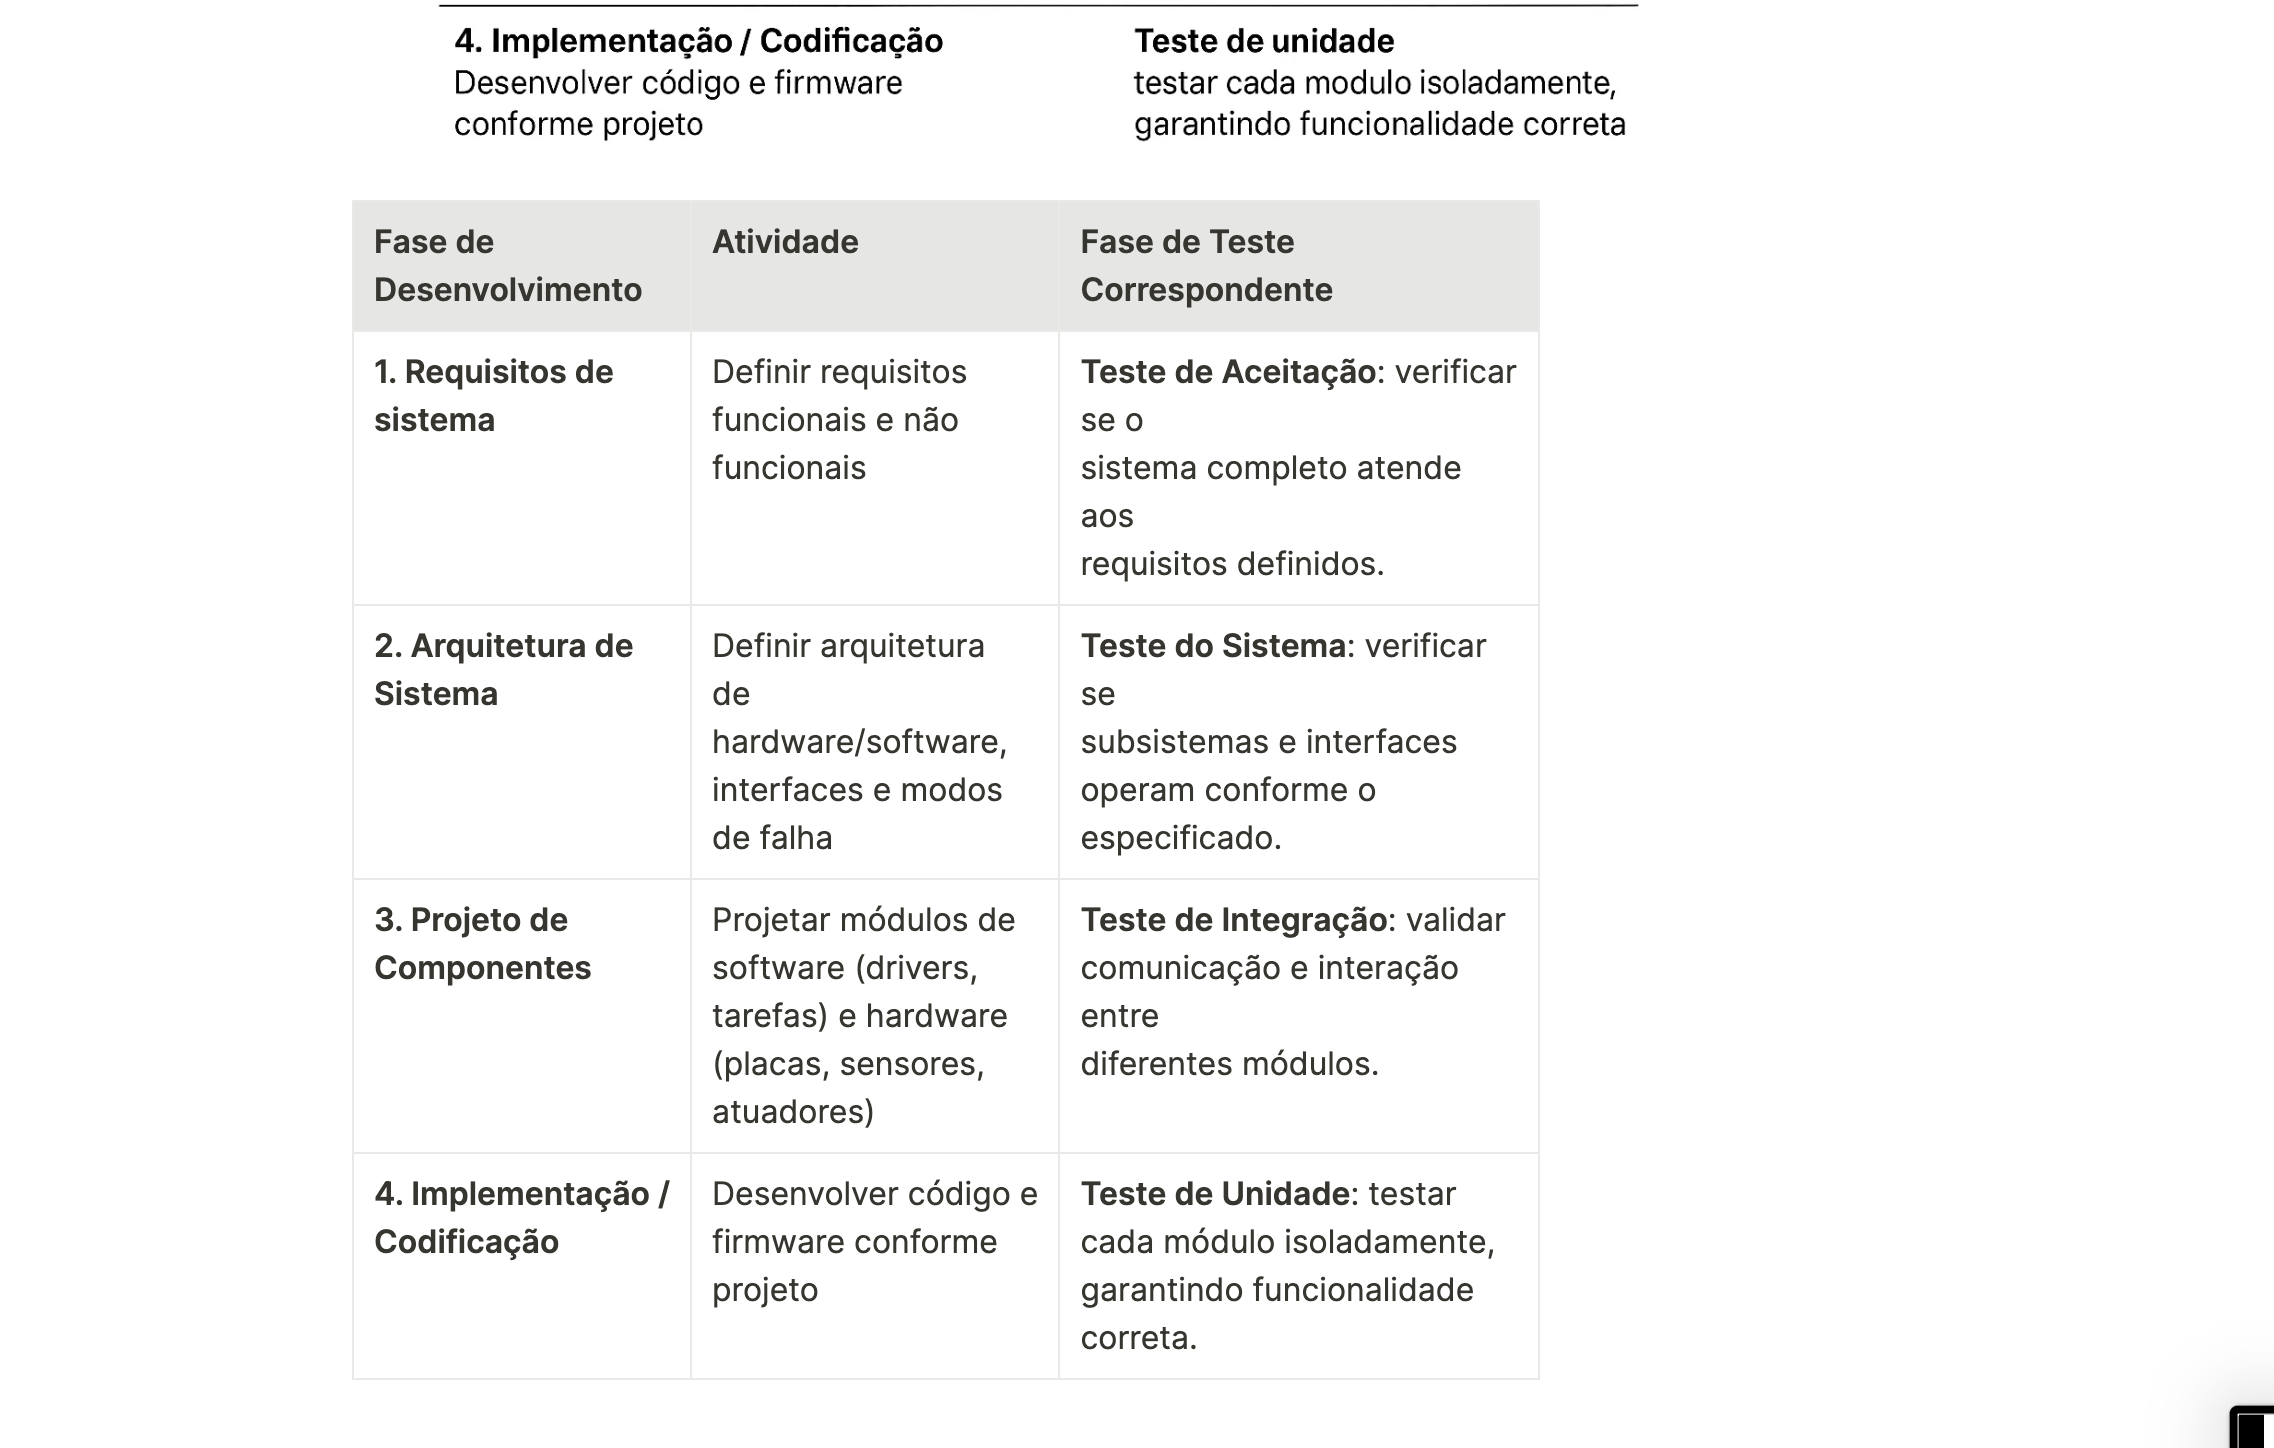 4. Implementação / Codificação
Desenvolver código e firmware
conforme projeto
Teste de unidade
testar cada modulo isoladamente,
garantindo funcionalidade correta
Fase de
Desenvolvimento
Atividade
Fase de Teste
Correspondente
1. Requisitos de
sistema
Definir requisitos
funcionais e não
funcionais
Teste de Aceitação: verificar
se o
sistema completo atende
aos
requisitos definidos.
2. Arquitetura de
Sistema
Definir arquitetura
de
hardware/software,
interfaces e modos
de falha
Teste do Sistema: verificar
se
subsistemas e interfaces
operam conforme o
especificado.
3. Projeto de
Componentes
Projetar módulos de
software (drivers,
tarefas) e hardware
(placas, sensores,
atuadores)
Teste de Integração: validar
comunicação e interação
entre
diferentes módulos.
4. Implementação /
Codificação
Desenvolver código e
firmware conforme
projeto
Teste de Unidade: testar
cada módulo isoladamente,
garantindo funcionalidade
correta.